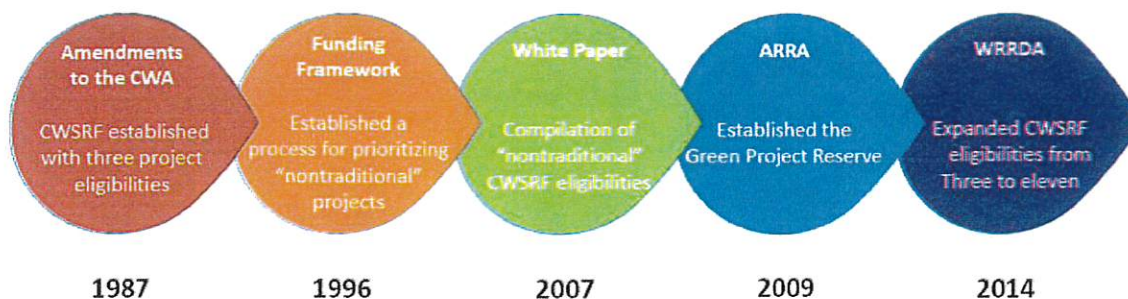 Amendments
to the CWA
CWSRF established
with three project
eligibilities
Funding
Framework
Established a
process for prioritizing
“nontraditional”
projects
White Paper
Compilation of
“nontraditional”
CWSRF eligibilities
ARRA
Established the
Green Project Reserve
WRRDA
Expanded CWSRF
eligibilities from
Three to eleven
1987
1996
2007
2009
2014